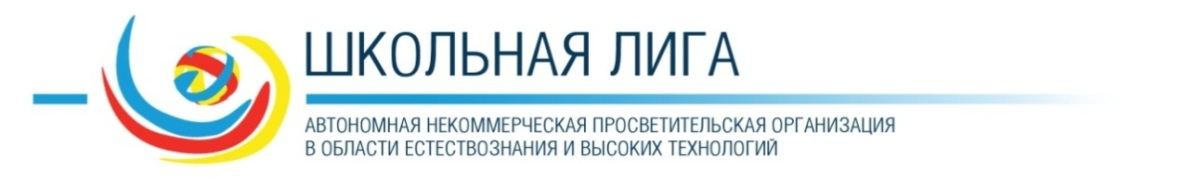 ШКОЛЬНАЯ ЛИГА
АВТОНОМНАЯ НЕКОММЕРЧЕСКАЯ ПРОСВЕТИТЕЛЬСКАЯ ОРГАНИЗАЦИЯ
В ОБЛАСТИ ЕСТЕСТВОЗНАНИЯ И ВЫСОКИХ ТЕХНОЛОГИЙ